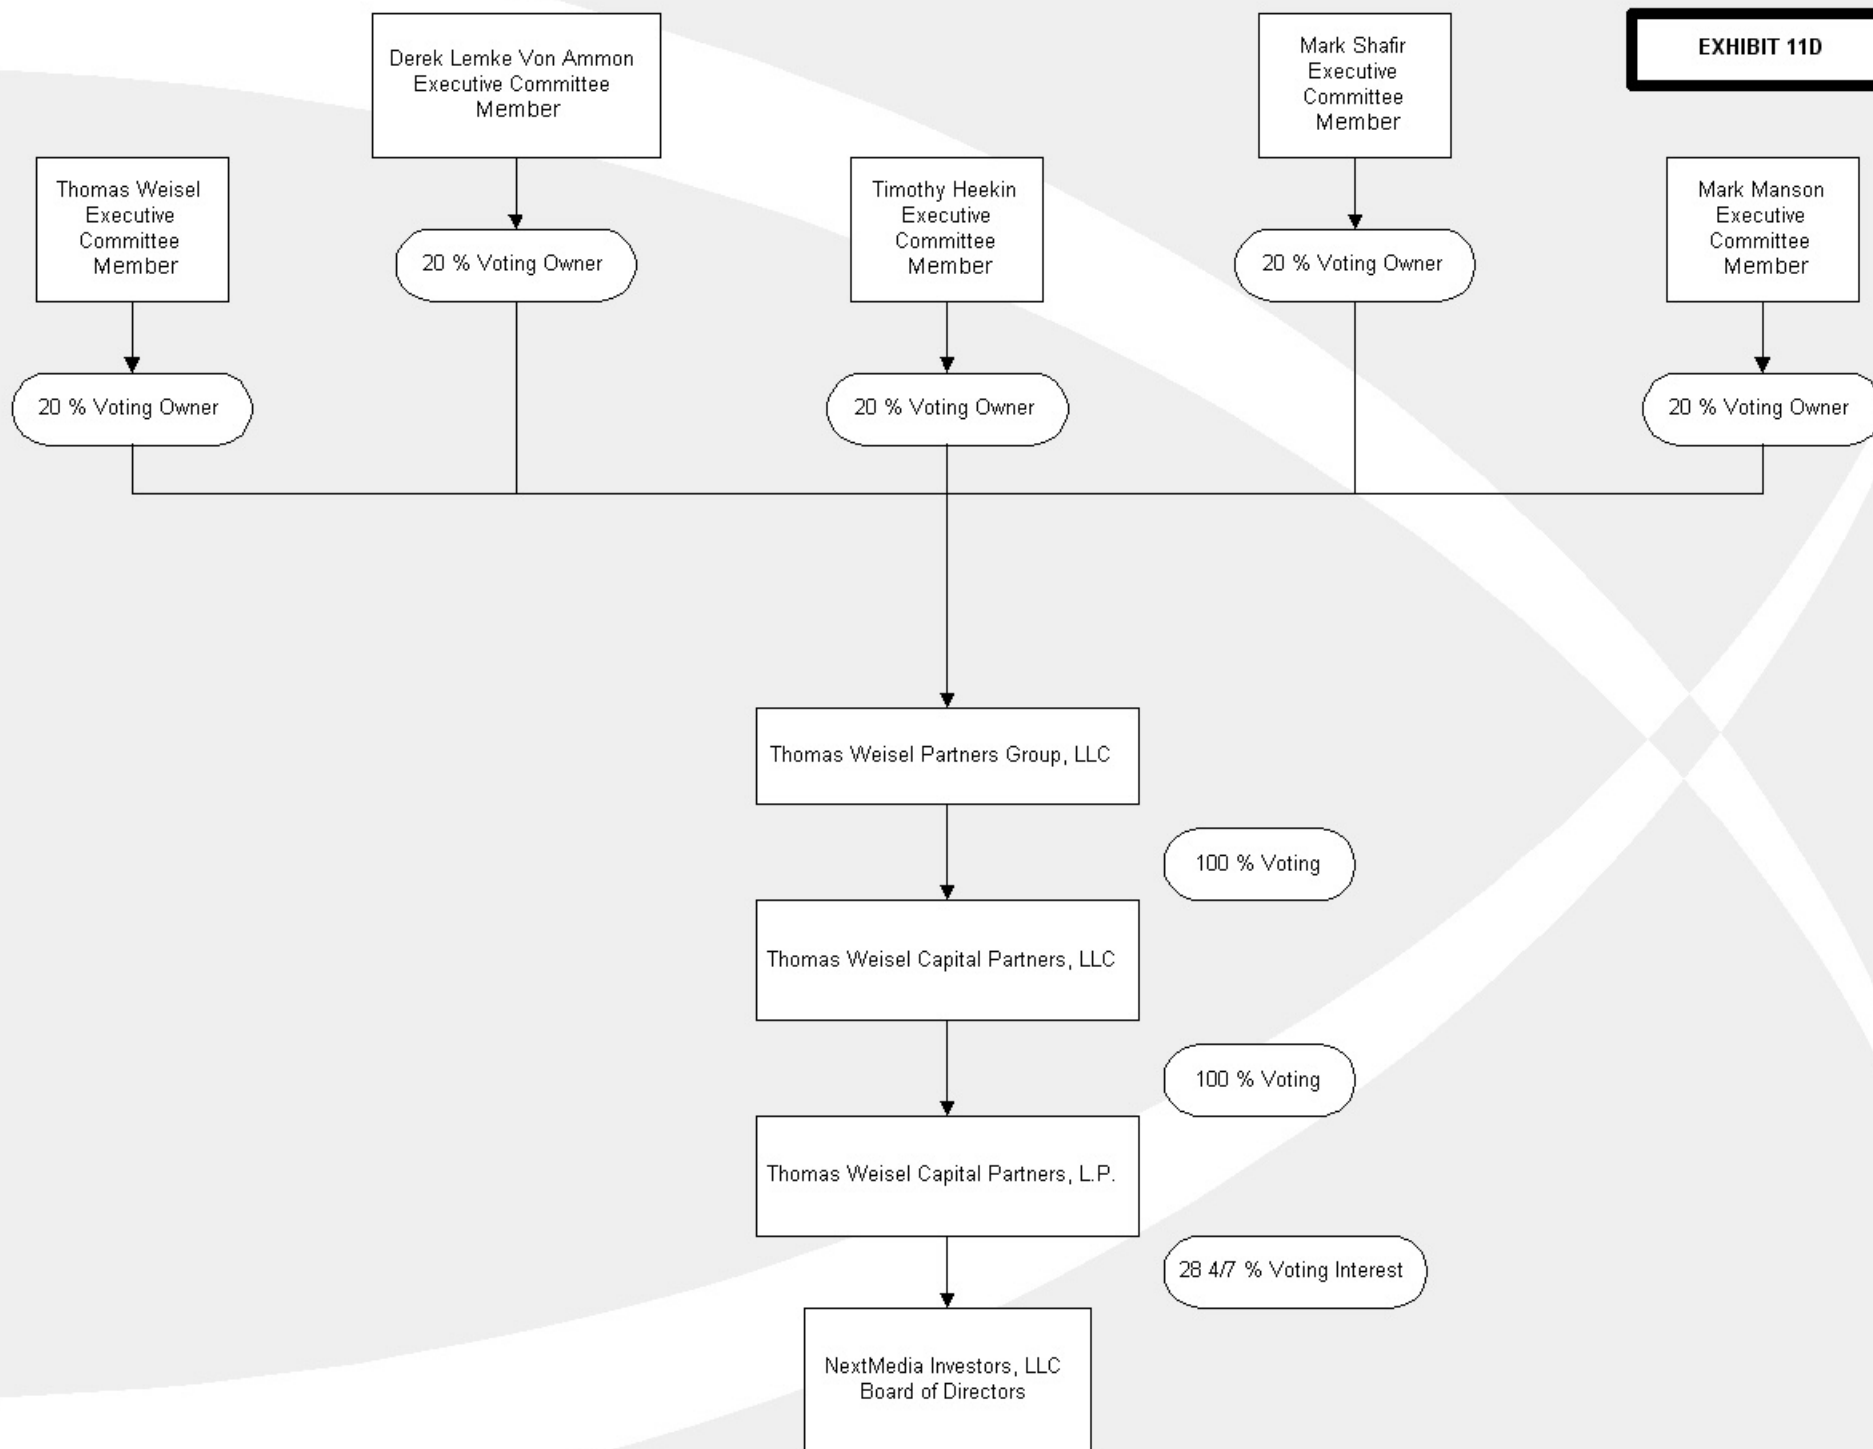 Derek Lemke Von Ammon
Executive Committee
Member
Mark Shafir
Executive
Committee
Member
EXHIBIT 11D
Thomas Weisel
Executive
Committee
Member
20 % Voting Owner
Timothy Heekin
Executive
Committee
Member
20 % Voting Owner
Mark Manson
Executive
Committee
Member
20 % Voting Owner
20 % Voting Owner
20 % Voting Owner
Thomas Weisel Partners Group, LLC
100 % Voting
Thomas Weisel Capital Partners, LLC
100 % Voting
Thomas Weisel Capital Partners, L.P.
28 4/7 % Voting Interest
NextMedia Investors, LLC
Board of Directors